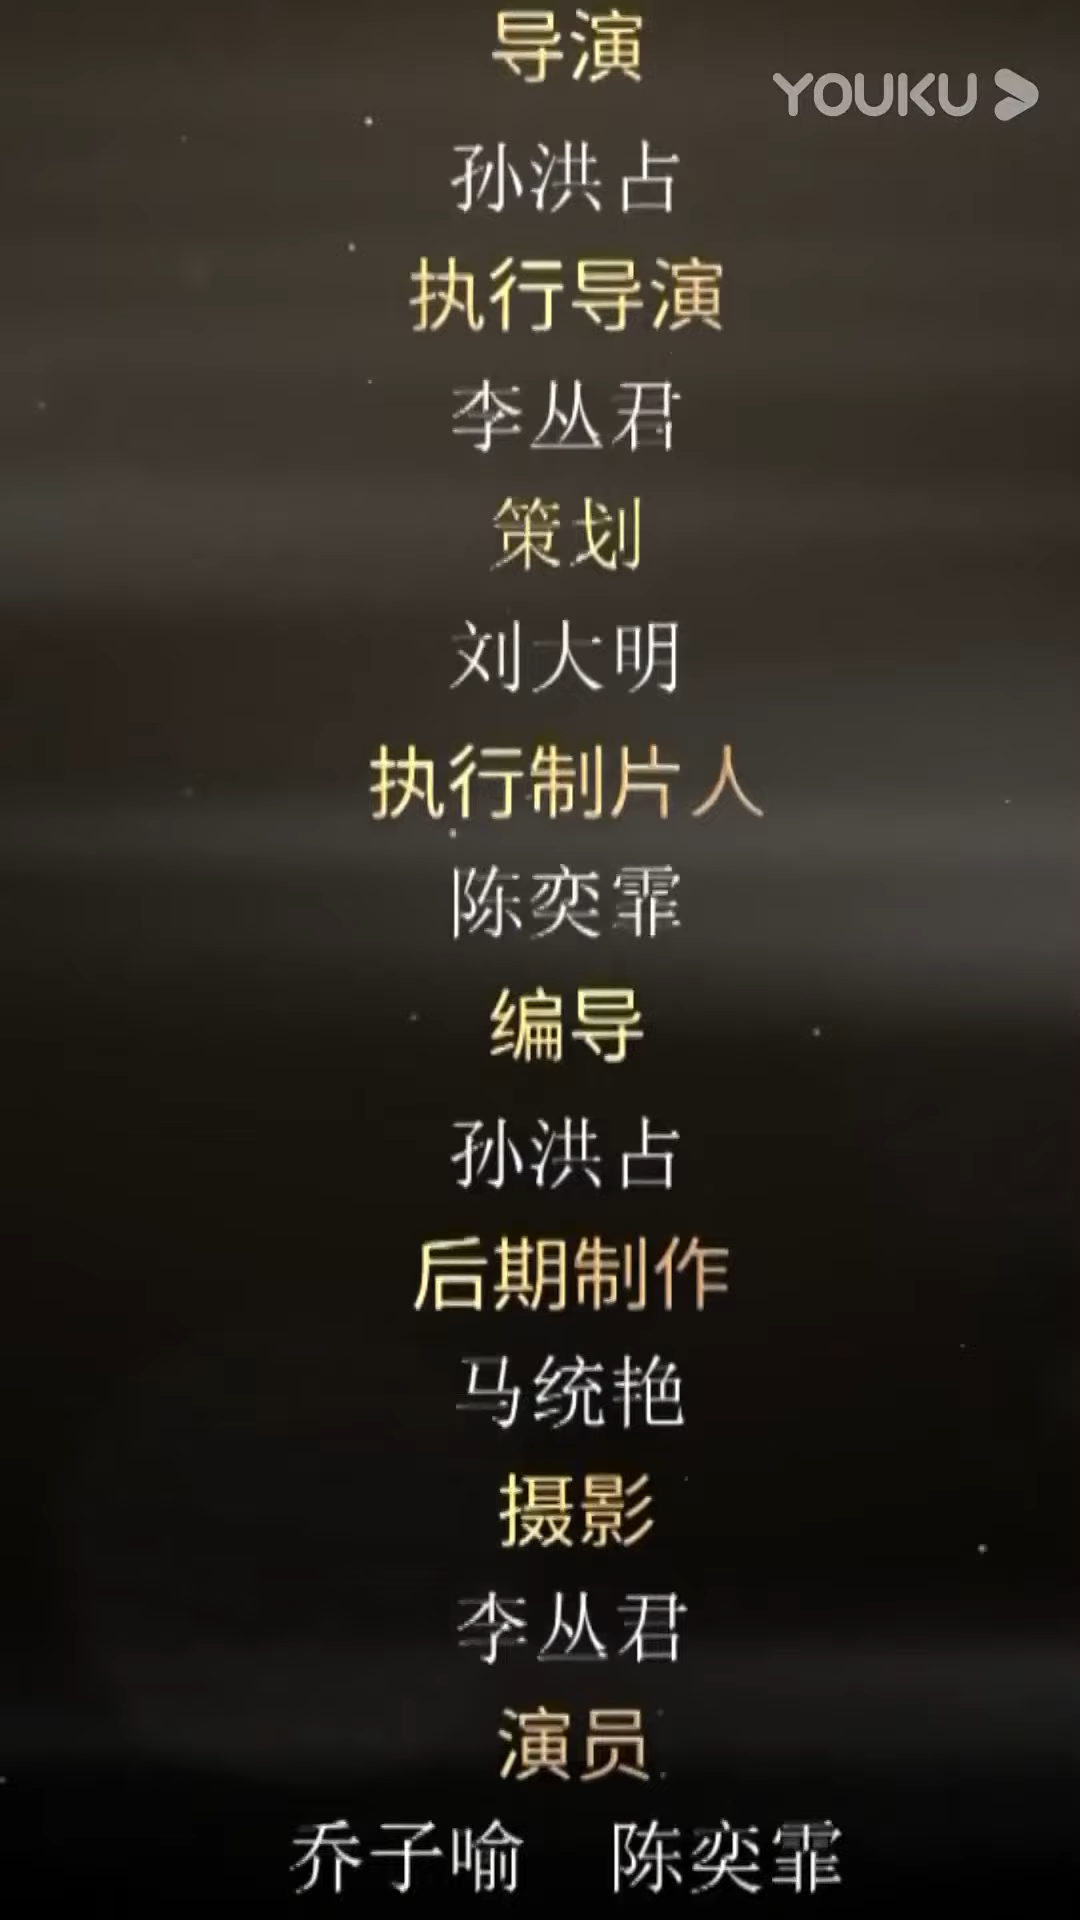 导演
YOUKU
孙洪占
执行导演
李丛君
策划
刘大明
执行制片人
陈奕霏
编导
孙洪占
后期制作
马统艳
摄影
李丛君
演员
乔子喻 陈奕霏